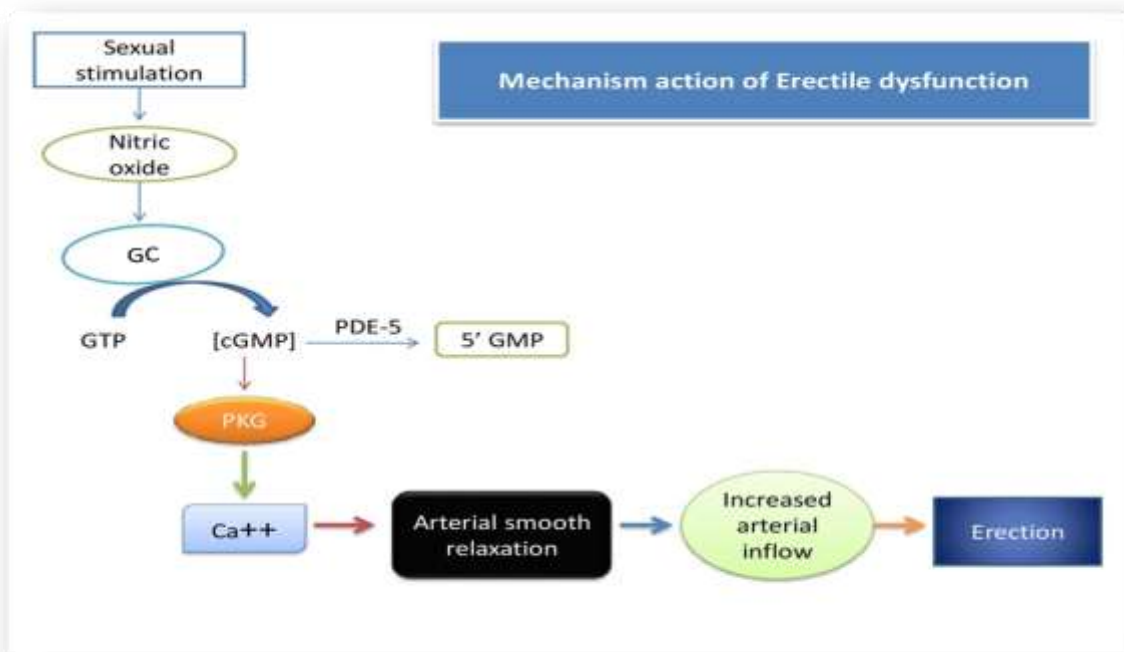 Sexual
stimulation
Mechanism action of Erectile dysfunction
Nitric
oxide
GC
GTP
[cGMP]
PDE-5
5’ GMP
PKG
Ca++
Arterial smooth
relaxation
Increased
arterial
inflow
Erection